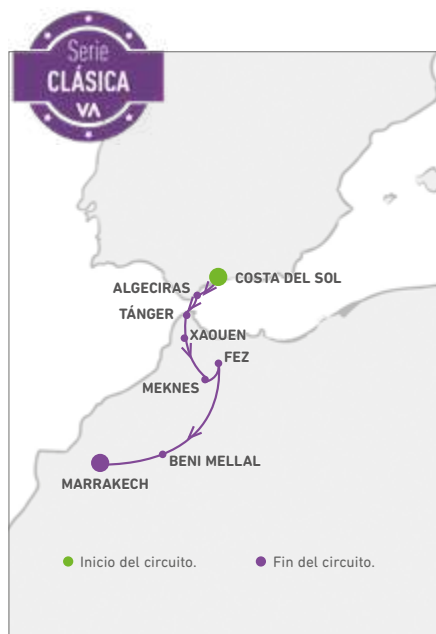 Serie
CLÁSICA
VA
COSTA DEL SOL
ALGECIRAS
TÁNGER
XAOUEN
FEZ
MEKNES
BENI MELLAL
MARRAKECH
Inicio del circuito.
Fin del circuito.